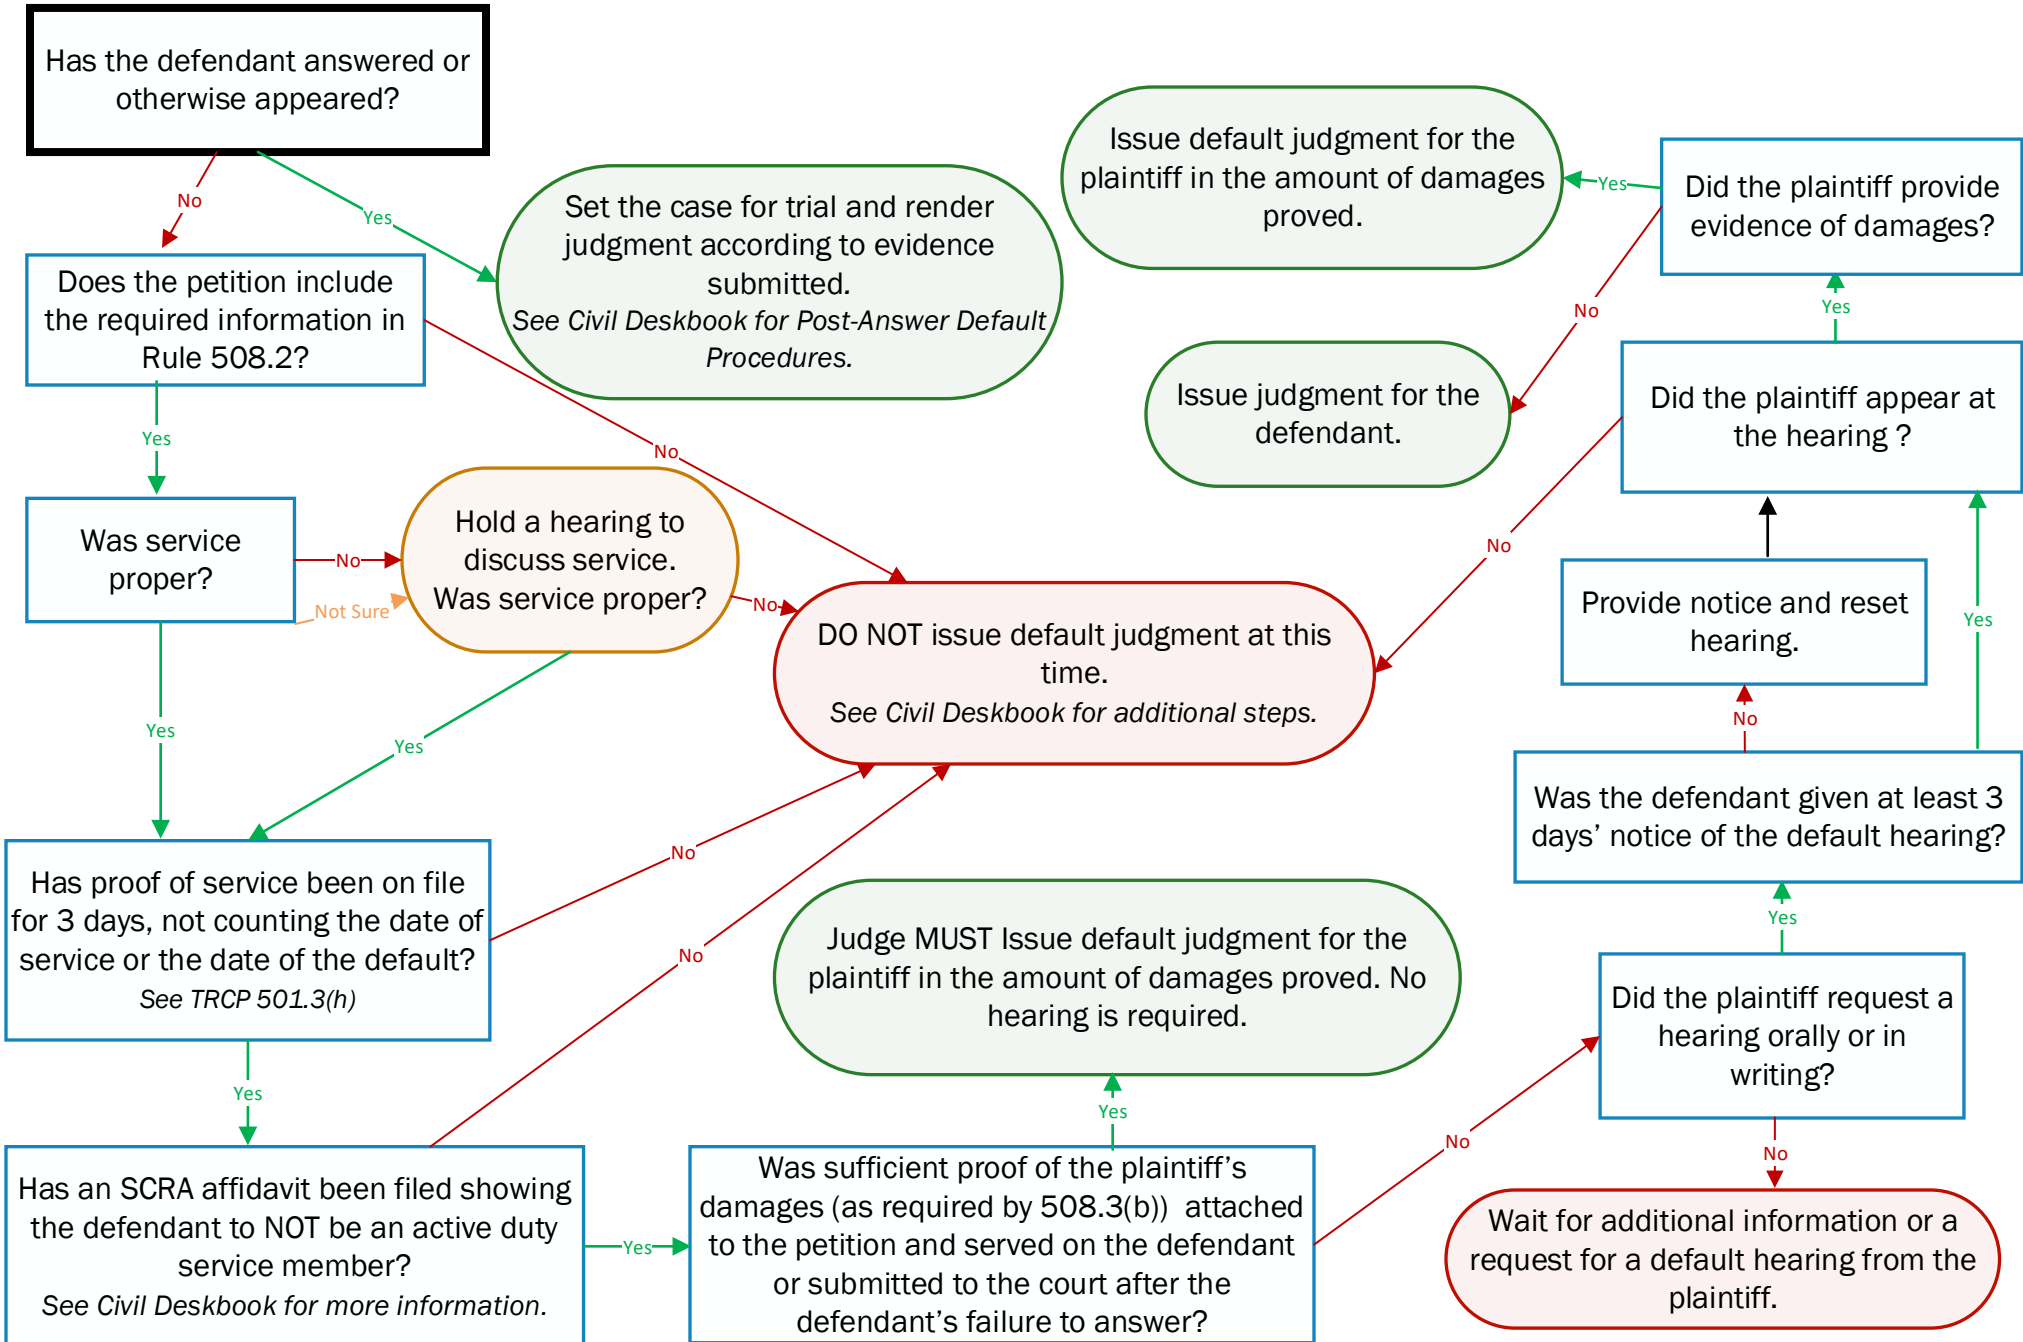 Has the defendant answered or
otherwise appeared?
No
Yes
Does the petition include
the required information in
Rule 508.2?
Set the case for trial and render
judgment according to evidence
submitted.
See Civil Deskbook for Post-Answer Default
Procedures.
No
Yes
Was service
proper?
No
Not Sure
Hold a hearing to
discuss service.
Was service proper?
No
Yes
Yes
DO NOT issue default judgment at this
time.
See Civil Deskbook for additional steps.
Has proof of service been on file
for 3 days, not counting the date of
service or the date of the default?
See TRCP 501.3(h)
No
Yes
Has an SCRA affidavit been filed showing
the defendant to NOT be an active duty
service member?
See Civil Deskbook for more information.
No
Yes
Was sufficient proof of the plaintiff’s
damages (as required by 508.3(b))  attached
to the petition and served on the defendant
or submitted to the court after the
defendant’s failure to answer?
Yes
Judge MUST Issue default judgment for the
plaintiff in the amount of damages proved. No
hearing is required.
No
Did the plaintiff request a
hearing orally or in
writing?
No
Wait for additional information or a
request for a default hearing from the
plaintiff.
Yes
Was the defendant given at least 3
days’ notice of the default hearing?
No
Provide notice and reset
hearing.
Yes
Did the plaintiff appear at
the hearing ?
No
Yes
Did the plaintiff provide
evidence of damages?
Yes
Issue default judgment for the
plaintiff in the amount of damages
proved.
No
Issue judgment for the
defendant.